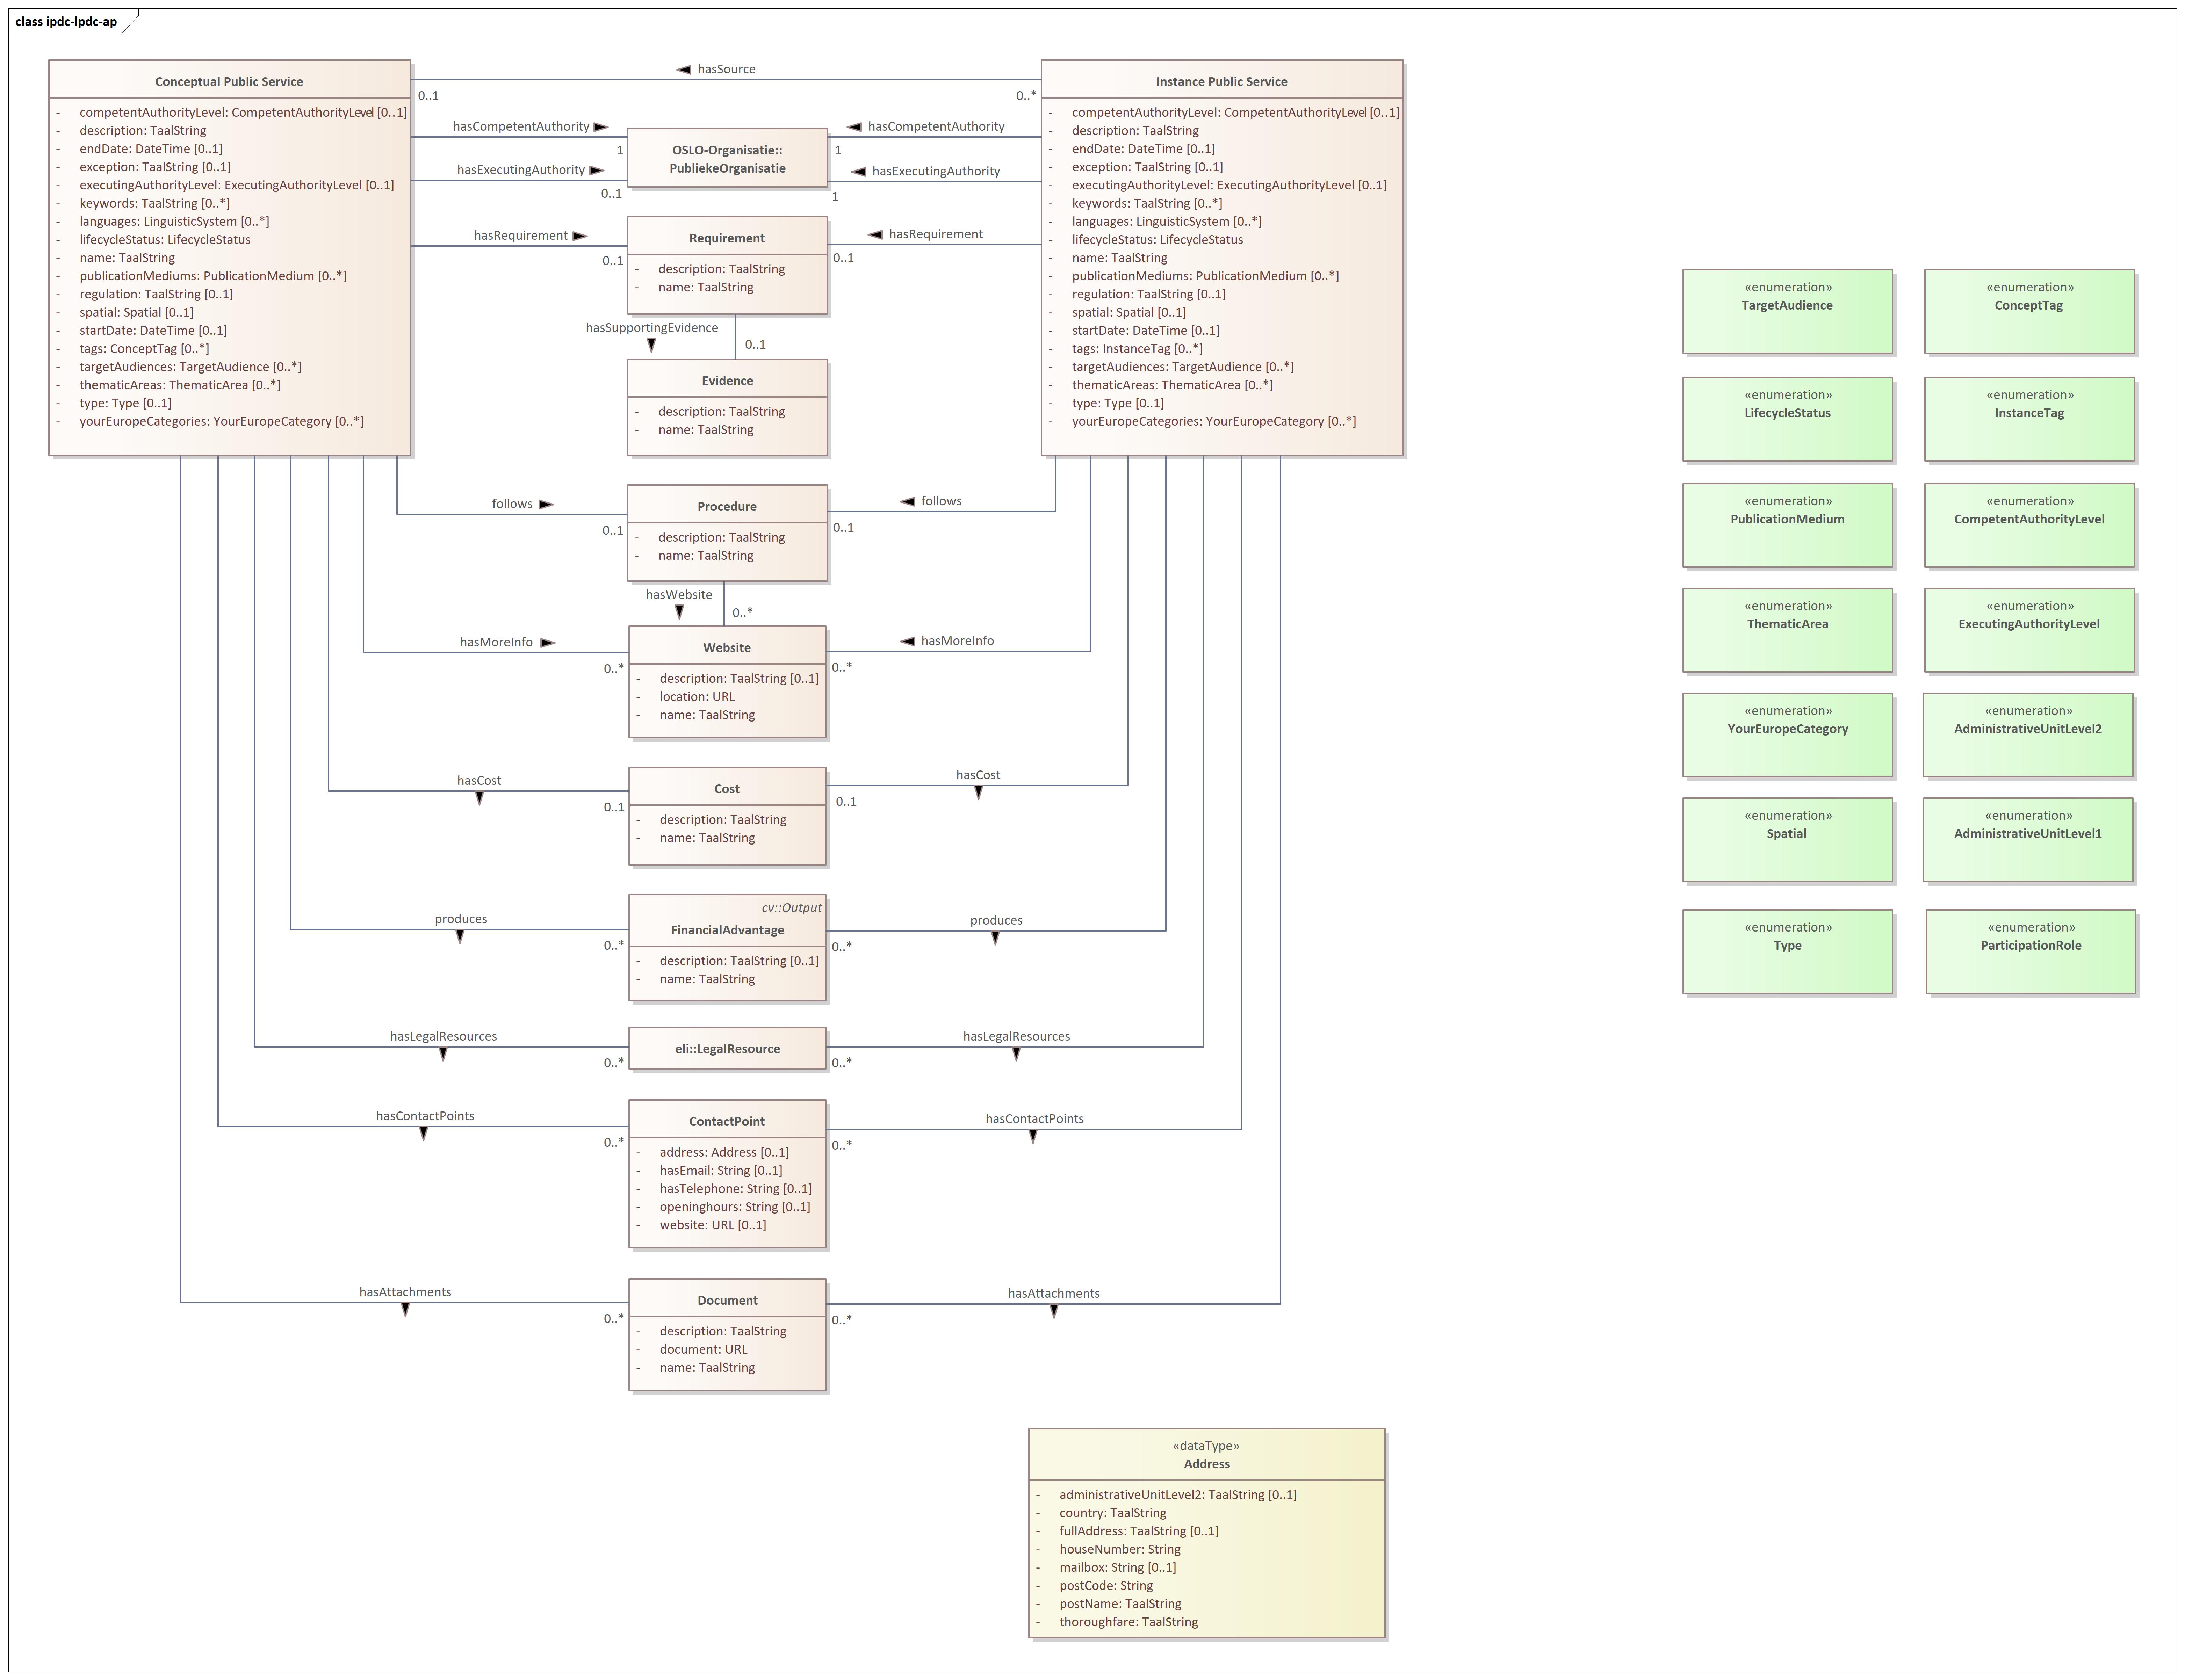 class ipdc-lpdc-ap
Conceptual Public Service
- competentAuthorityLevel: CompetentAuthorityLevel [0..1]
- description: TaalString
- endDate: DateTime [0..1]
- exception: TaalString [0..1]
- executingAuthorityLevel: ExecutingAuthorityLevel [0..1]
- keywords: TaalString [0..*]
- languages: LinguisticSystem [0..*]
- lifecycleStatus: LifecycleStatus
- name: TaalString
- publicationMediums: PublicationMedium [0..*]
- regulation: TaalString [0..1]
- spatial: Spatial [0..1]
- startDate: DateTime [0..1]
- tags: ConceptTag [0..*]
- targetAudiences: TargetAudience [0..*]
- thematicAreas: ThematicArea [0..*]
- type: Type [0..1]
- yourEuropeCategories: YourEuropeCategory [0..*]
hasSource
0..1
0..*
Instance Public Service
- competentAuthorityLevel: CompetentAuthorityLevel [0..1]
- description: TaalString
- endDate: DateTime [0..1]
- exception: TaalString [0..1]
- executingAuthorityLevel: ExecutingAuthorityLevel [0..1]
- keywords: TaalString [0..*]
- languages: LinguisticSystem [0..*]
- lifecycleStatus: LifecycleStatus
- name: TaalString
- publicationMediums: PublicationMedium [0..*]
- regulation: TaalString [0..1]
- spatial: Spatial [0..1]
- startDate: DateTime [0..1]
- tags: InstanceTag [0..*]
- targetAudiences: TargetAudience [0..*]
- thematicAreas: ThematicArea [0..*]
- type: Type [0..1]
- yourEuropeCategories: YourEuropeCategory [0..*]
hasCompetentAuthority
1
hasCompetentAuthority
1
OSLO-Organisatie::
PubliekeOrganisatie
hasExecutingAuthority
0..1
hasExecutingAuthority
1
hasRequirement
0..1
hasRequirement
0..1
Requirement
- description: TaalString
- name: TaalString
hasSupportingEvidence
0..1
Evidence
- description: TaalString
- name: TaalString
follows
0..1
follows
0..1
Procedure
- description: TaalString
- name: TaalString
hasWebsite
0..*
hasMoreInfo
0..*
hasMoreInfo
0..*
Website
- description: TaalString [0..1]
- location: URL
- name: TaalString
hasCost
0..1
hasCost
0..1
Cost
- description: TaalString
- name: TaalString
produces
0..*
produces
0..*
cv::Output
FinancialAdvantage
- description: TaalString [0..1]
- name: TaalString
hasLegalResources
0..*
hasLegalResources
0..*
eli::LegalResource
hasContactPoints
0..*
hasContactPoints
0..*
ContactPoint
- address: Address [0..1]
- hasEmail: String [0..1]
- hasTelephone: String [0..1]
- openinghours: String [0..1]
- website: URL [0..1]
hasAttachments
0..*
hasAttachments
0..*
Document
- description: TaalString
- document: URL
- name: TaalString
«dataType»
Address
- administrativeUnitLevel2: TaalString [0..1]
- country: TaalString
- fullAddress: TaalString [0..1]
- houseNumber: String
- mailbox: String [0..1]
- postCode: String
- postName: TaalString
- thoroughfare: TaalString
«enumeration»
TargetAudience
«enumeration»
ConceptTag
«enumeration»
LifecycleStatus
«enumeration»
InstanceTag
«enumeration»
PublicationMedium
«enumeration»
CompetentAuthorityLevel
«enumeration»
ThematicArea
«enumeration»
ExecutingAuthorityLevel
«enumeration»
YourEuropeCategory
«enumeration»
AdministrativeUnitLevel2
«enumeration»
Spatial
«enumeration»
AdministrativeUnitLevel1
«enumeration»
Type
«enumeration»
ParticipationRole